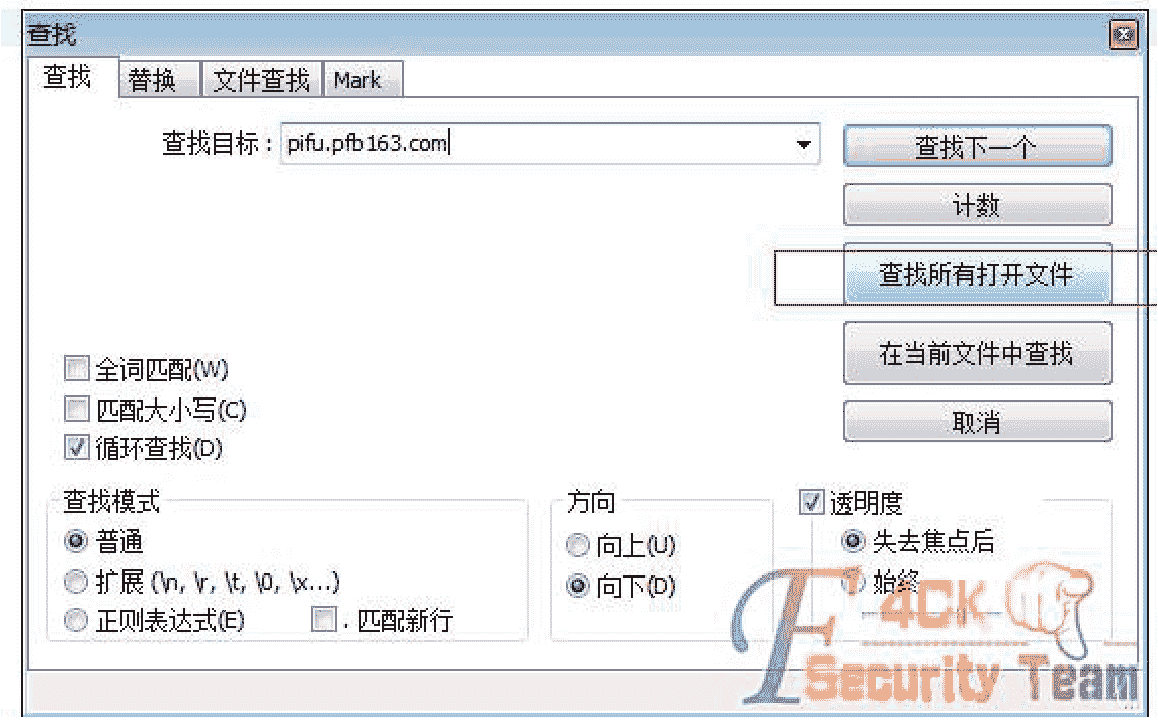 查找
查找 替换 文件查找 Mark
查找目标： pifu.pfb163.com
查找下一个
计数
查找所有打开文件
在当前文件中查找
取消
全词匹配(W)
匹配大小写(C)
循环查找(D)
查找模式
普通
扩展 (\n, \r, \t, \0, \x...)
正则表达式(E) . 匹配新行
方向
向上(U)
向下(D)
透明度
失去焦点后
始终
F4CK
Security Team